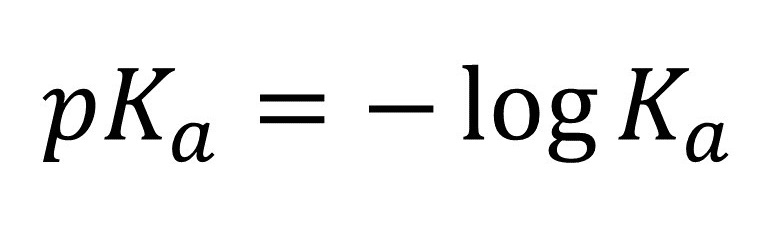 pKₐ = − log Kₐ